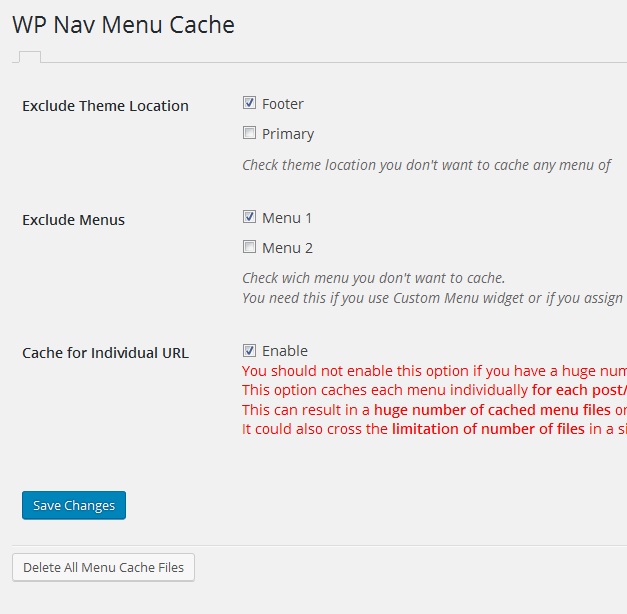 WP Nav Menu Cache
Exclude Theme Location
Footer
Primary
Check theme location you don't want to cache any menu of
Exclude Menus
Menu 1
Menu 2
Check wich menu you don't want to cache.
You need this if you use Custom Menu widget or if you assign
Cache for Individual URL
Enable
You should not enable this option if you have a huge
This option caches each menu individually for each post/
This can result in a huge number of cached menu files
It could also cross the limitation of number of files in a
Save Changes
Delete All Menu Cache Files